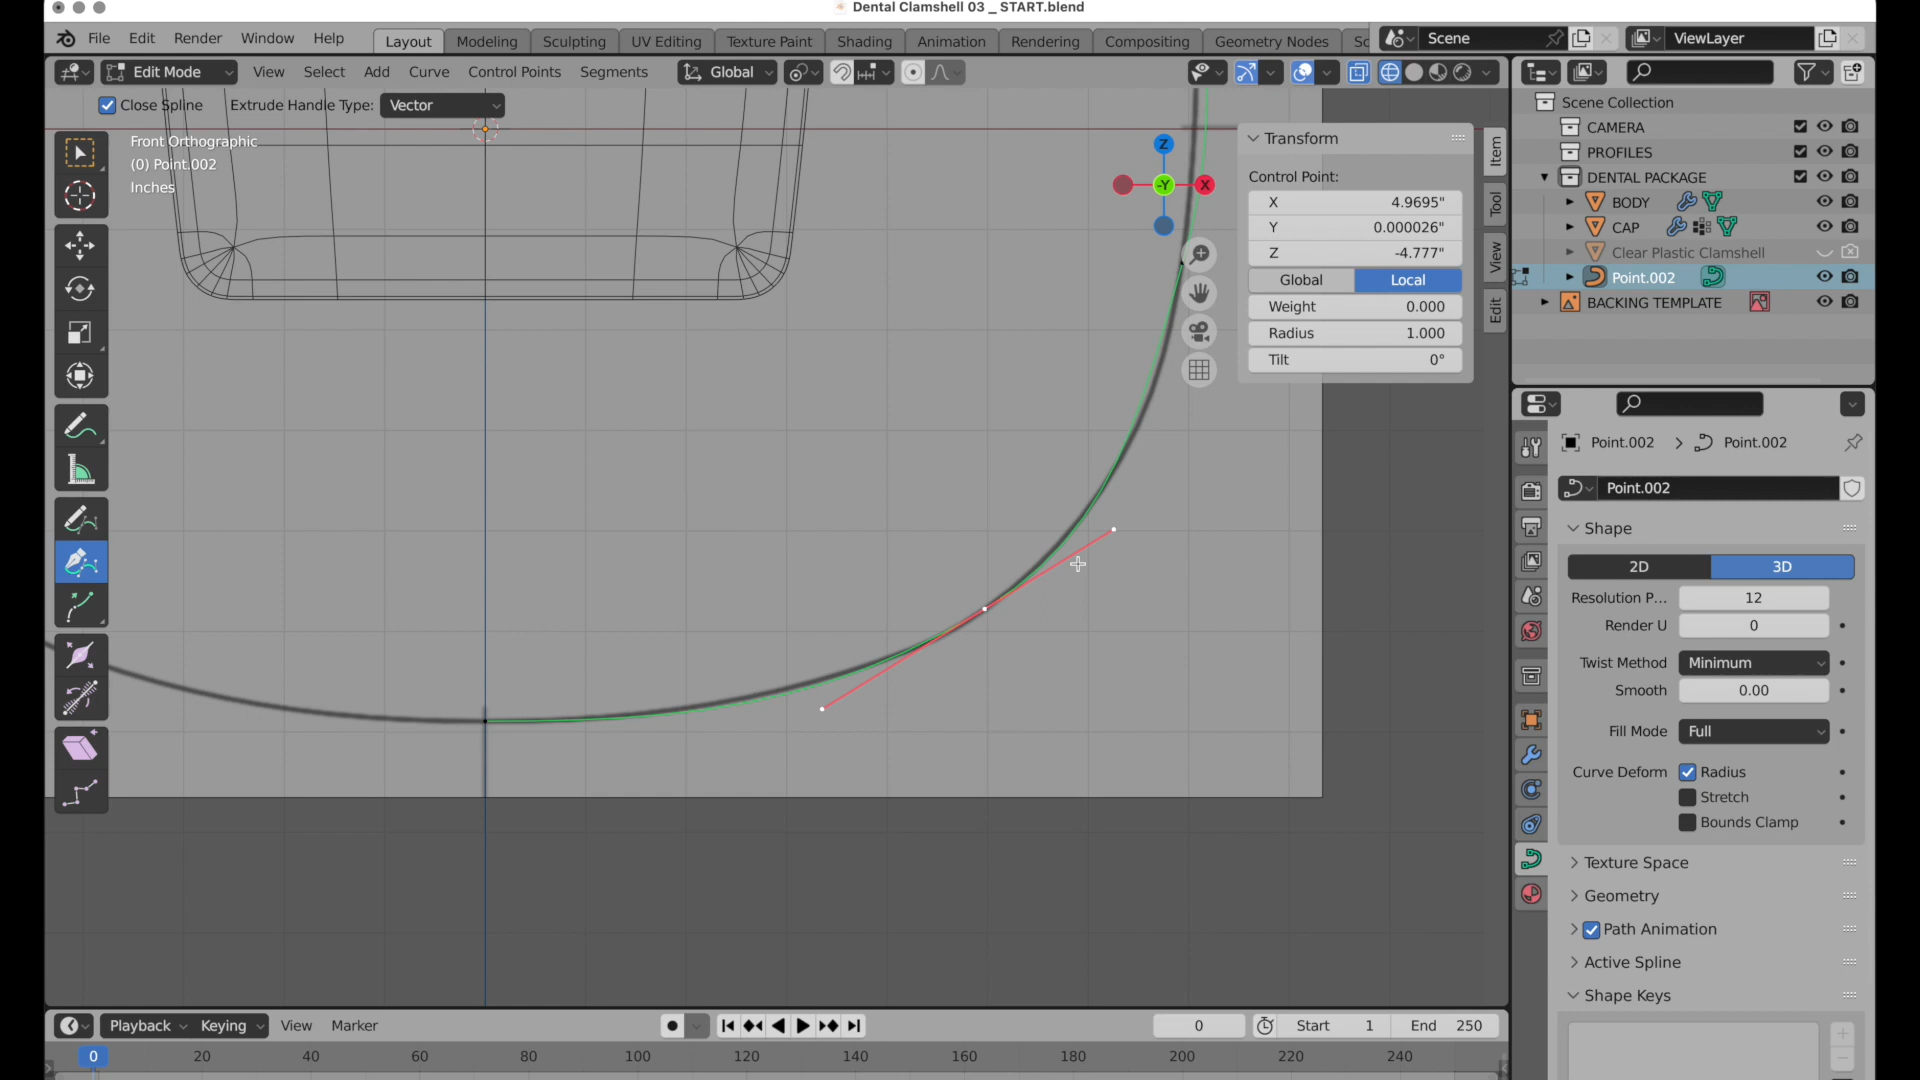 Dental Clamshell 03 _ START.blend
File Edit Render Window Help Layout Modeling Sculpting UV Editing Texture Paint Shading Animation Rendering Compositing Geometry Nodes Sc Scene ViewLayer
Edit Mode View Select Add Curve Control Points Segments Global
Close Spline Extrude Handle Type: Vector
Front Orthographic
(0) Point.002
Inches
Z
-Y
X
Transform
Control Point:
X 4.9695"
Y 0.000026"
Z -4.777"
Global Local
Weight 0.000
Radius 1.000
Tilt 0°
Item
Tool
View
Edit
Scene Collection
CAMERA
PROFILES
DENTAL PACKAGE
BODY
CAP
Clear Plastic Clamshell
Point.002
BACKING TEMPLATE
Point.002 > Point.002
Point.002
Shape
2D 3D
Resolution P... 12
Render U 0
Twist Method Minimum
Smooth 0.00
Fill Mode Full
Curve Deform Radius
Stretch
Bounds Clamp
Texture Space
Geometry
Path Animation
Active Spline
Shape Keys
Playback Keying View Marker 0 Start 1 End 250
0 20 40 60 80 100 120 140 160 180 200 220 240